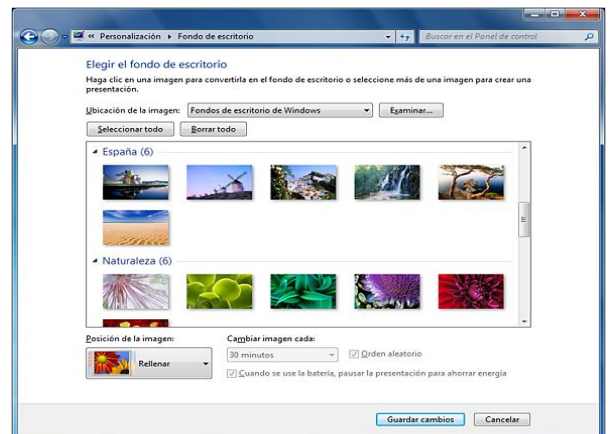 « Personalización ▸ Fondo de escritorio
Buscar en el Panel de control
Elegir el fondo de escritorio
Haga clic en una imagen para convertirla en el fondo de escritorio o seleccione más de una imagen para crear una
presentación.
Ubicación de la imagen: Fondos de escritorio de Windows Examinar...
Seleccionar todo Borrar todo
España (6)
Naturaleza (6)
Posición de la imagen: Cambiar imagen cada:
Rellenar 30 minutos Orden aleatorio
Cuando se use la batería, pausar la presentación para ahorrar energía
Guardar cambios Cancelar